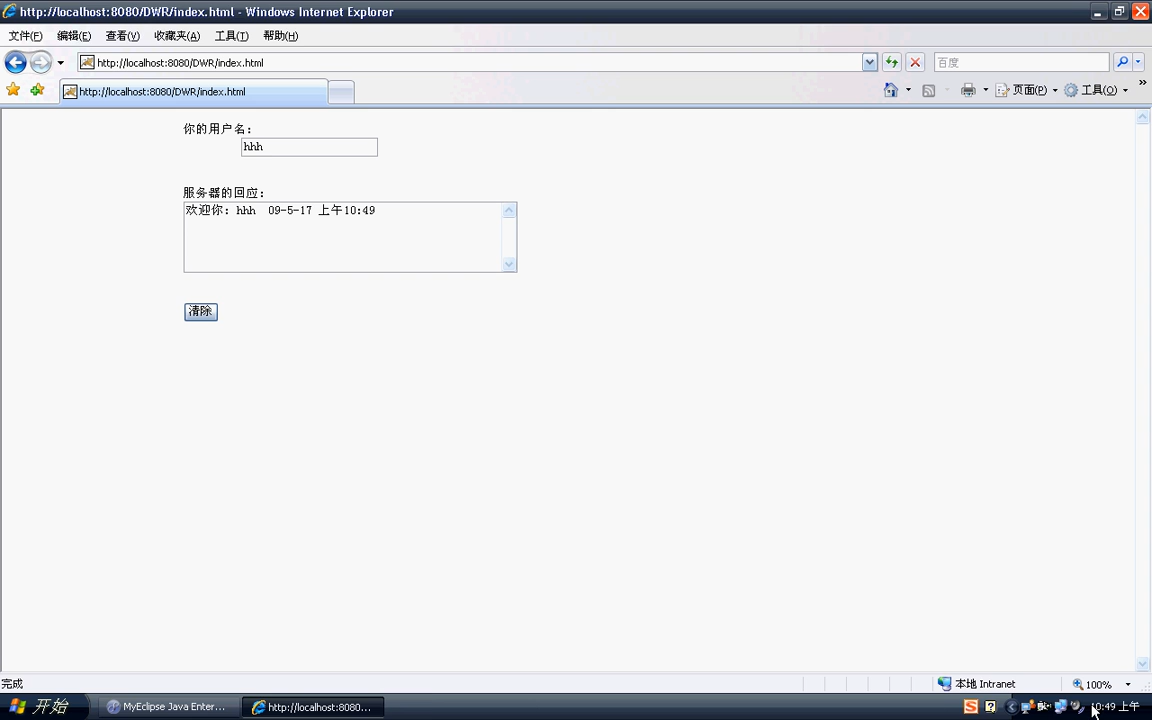 http://localhost:8080/DWR/index.html - Windows Internet Explorer
文件(F) 编辑(E) 查看(V) 收藏夹(A) 工具(T) 帮助(H)
http://localhost:8080/DWR/index.html 百度
http://localhost:8080/DWR/index.html 页面(P) 工具(O) »
你的用户名：
hhh
服务器的回应：
欢迎你：hhh 09-5-17 上午10:49
清除
完成 本地 Intranet 100%
开始 MyEclipse Java Enter... http://localhost:8080... 10:49 上午